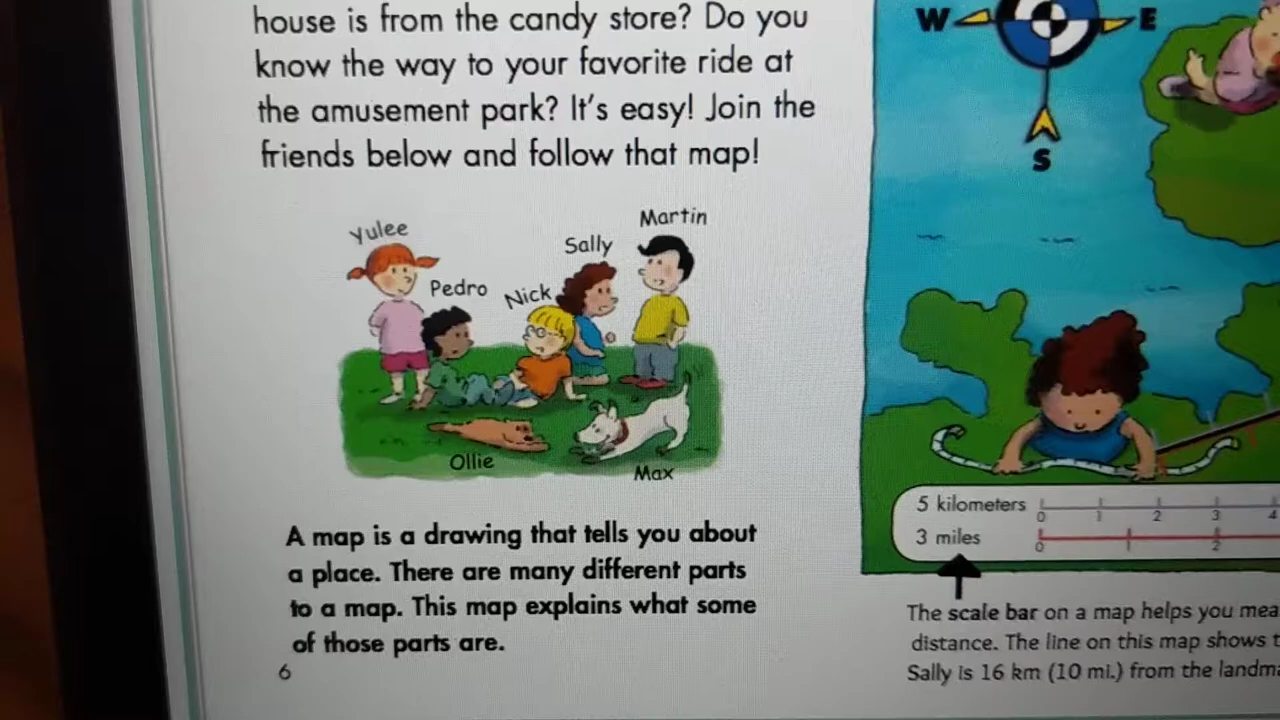 house is from the candy store? Do you
know the way to your favorite ride at
the amusement park? It's easy! Join the
friends below and follow that map!
Yulee
Pedro
Nick
Sally
Martin
Ollie
Max
A map is a drawing that tells you about
a place. There are many different parts
to a map. This map explains what some
of those parts are.
6
W E
S
5 kilometers 0 1 2 3 4
3 miles 0 2
The scale bar on a map helps you mea
distance. The line on this map shows t
Sally is 16 km (10 mi.) from the landma